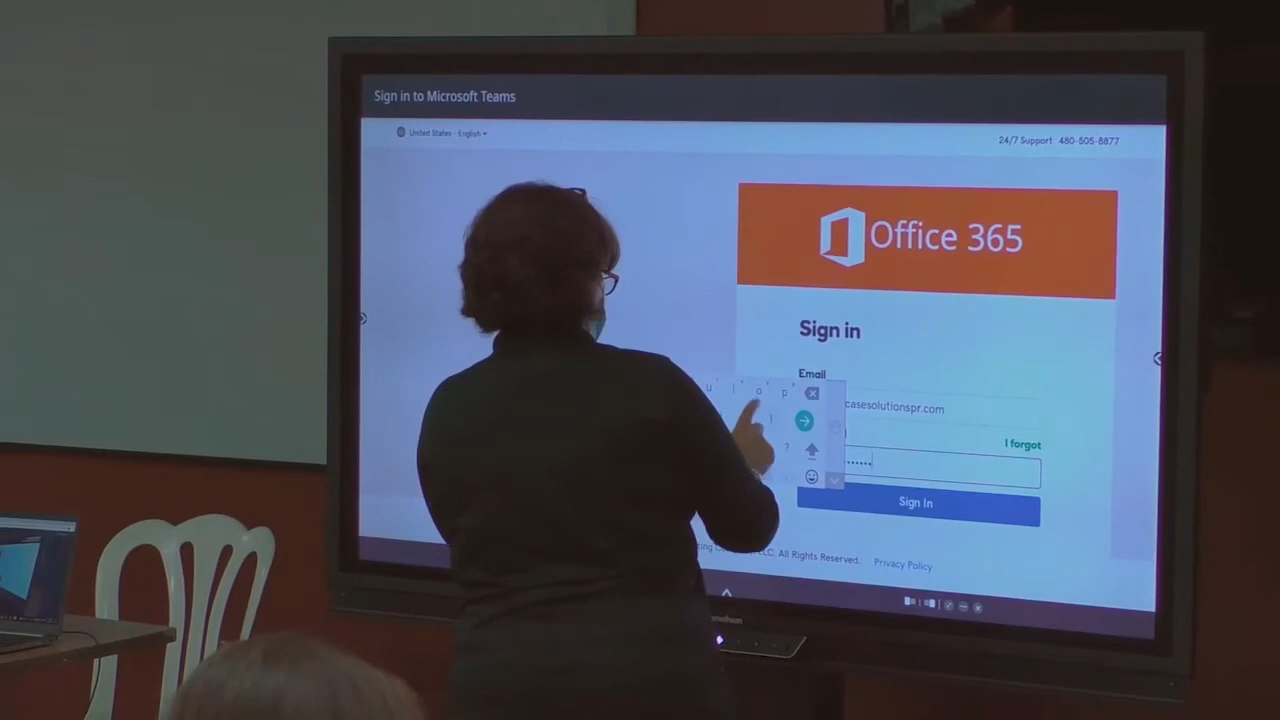 Sign in to Microsoft Teams
United States - English
24/7 Support 480-505-8877
Office 365
Sign in
Email
casesolutionspr.com
I forgot
u i o p
l
?
Sign In
LLC. All Rights Reserved. Privacy Policy